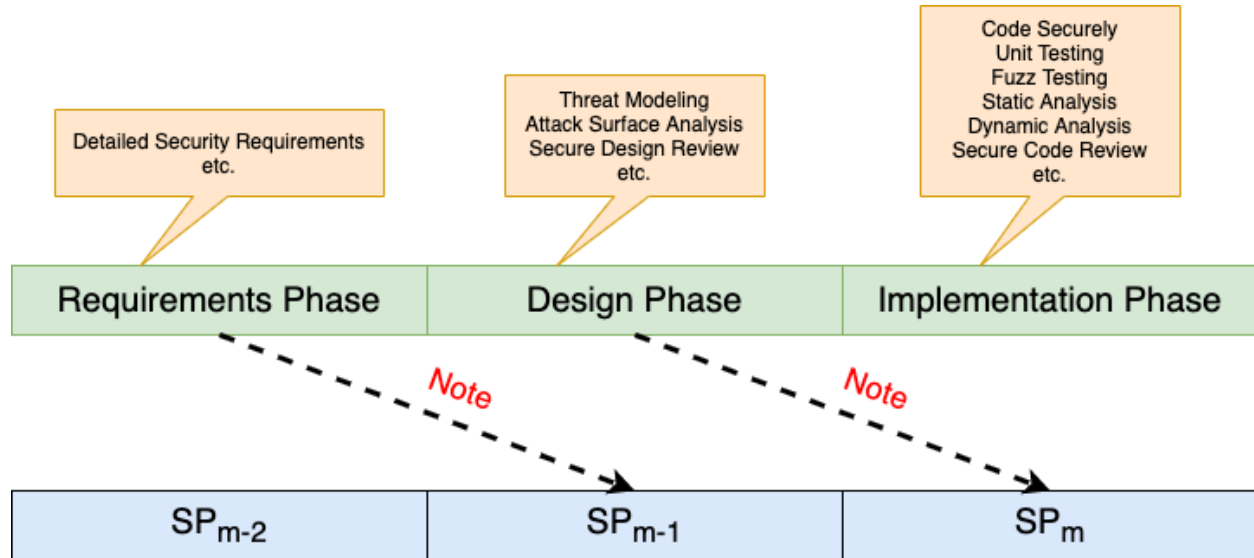 Detailed Security Requirements
etc.
Threat Modeling
Attack Surface Analysis
Secure Design Review
etc.
Code Securely
Unit Testing
Fuzz Testing
Static Analysis
Dynamic Analysis
Secure Code Review
etc.
Requirements Phase
Design Phase
Implementation Phase
Note
Note
SPm-2
SPm-1
SPm